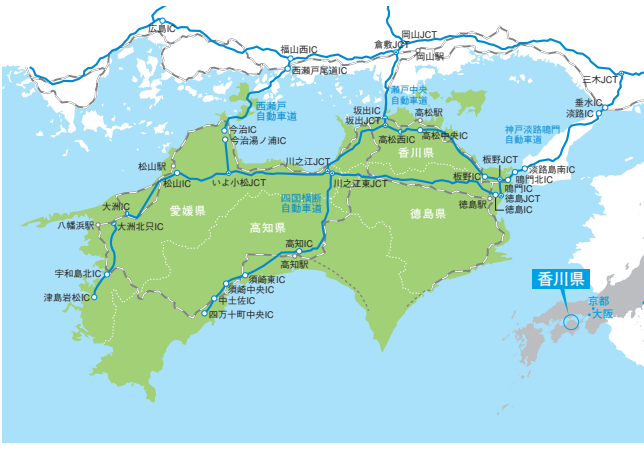 広島IC
岡山JCT
倉敷JCT
福山西IC
岡山駅
西瀬戸尾道IC
三木JCT
瀬戸中央
自動車道
西瀬戸
自動車道
垂水IC
淡路IC
坂出IC
坂出JCT
高松駅
高松西IC
高松中央IC
神戸淡路鳴門
自動車道
今治IC
今治湯ノ浦IC
香川県
川之江JCT
板野JCT
松山駅
松山IC
いよ小松JCT
川之江東JCT
板野IC
淡路島南IC
鳴門北IC
鳴門IC
徳島JCT
徳島駅
徳島IC
四国横断
自動車道
大洲IC
愛媛県
徳島県
八幡浜駅
大洲北只IC
高知県
高知IC
高知駅
宇和島北IC
須崎東IC
須崎中央IC
中土佐IC
津島岩松IC
四万十町中央IC
香川県
京都
大阪